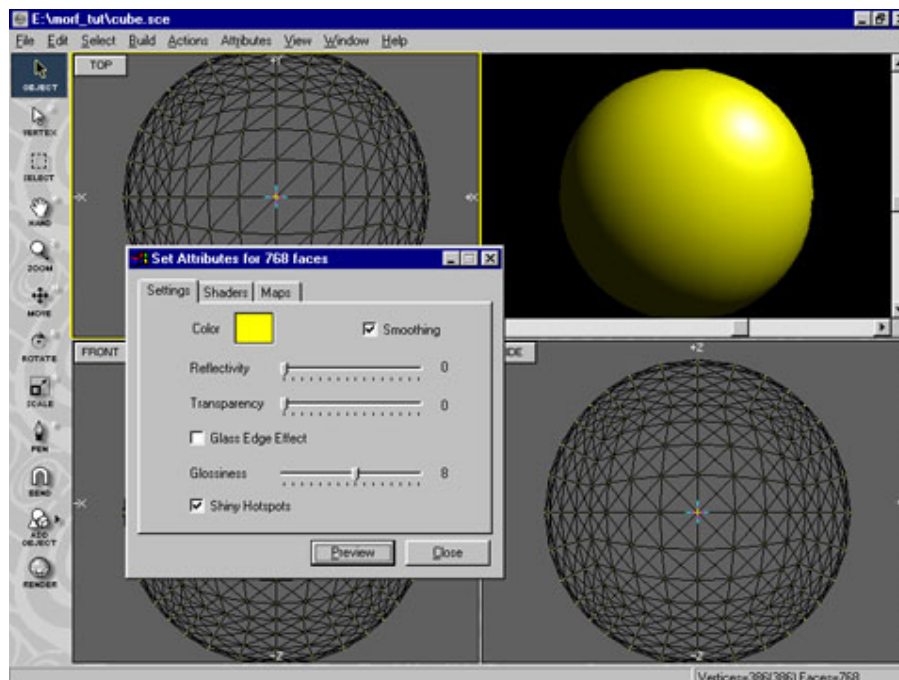 E:\morf_tut\cube.sce
File Edit Select Build Actions Attributes View Window Help
OBJECT
VERTEX
SELECT
HAND
ZOOM
MOVE
ROTATE
SCALE
PEN
BEND
ADD OBJECT
RENDER
TOP
+Y
-X
Set Attributes for 768 faces
Settings Shaders Maps
Color
Smoothing
Reflectivity 0
Transparency 0
Glass Edge Effect
Glossiness 8
Shiny Hotspots
Preview Close
FRONT
-X
-Z
IDE
+Z
-X
-Z
Vertices=386(386) Faces=768